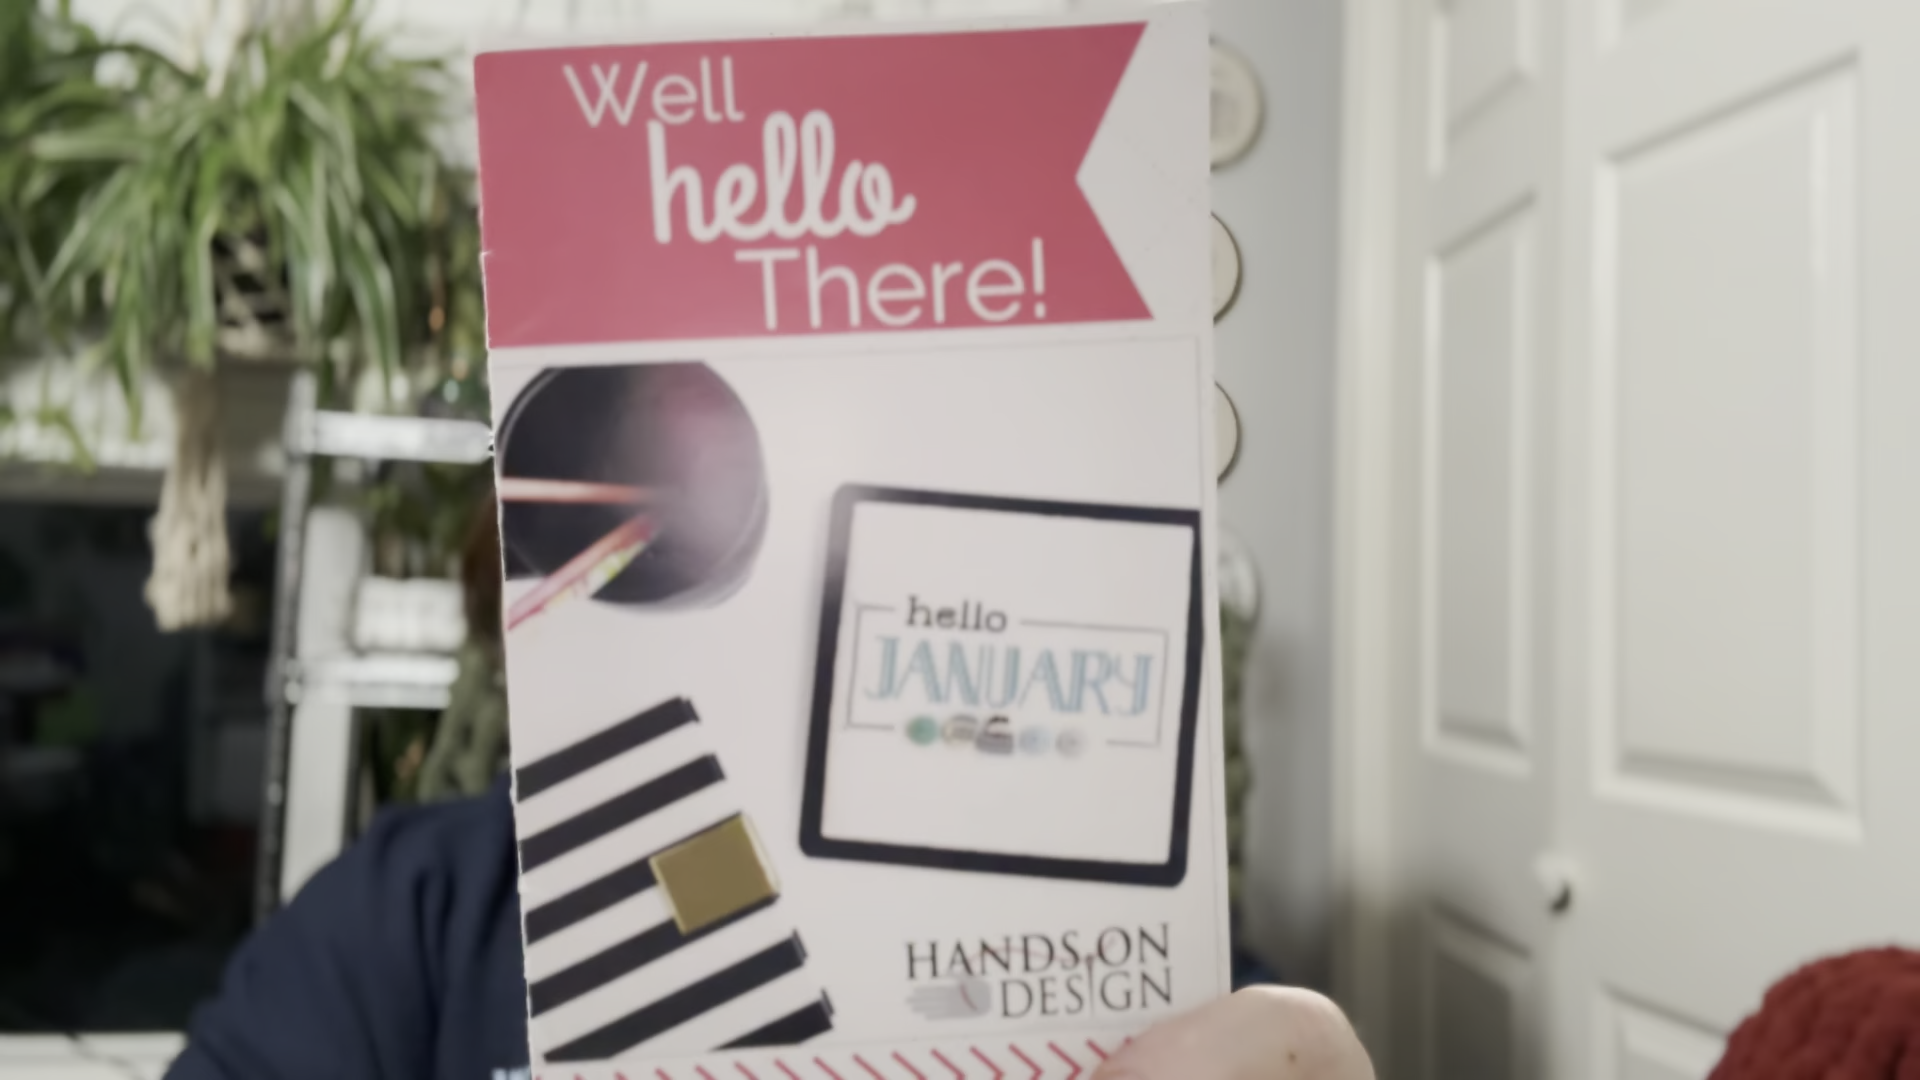 Well
hello
There!
hello
JANUARY
HANDS ON
DESIGN